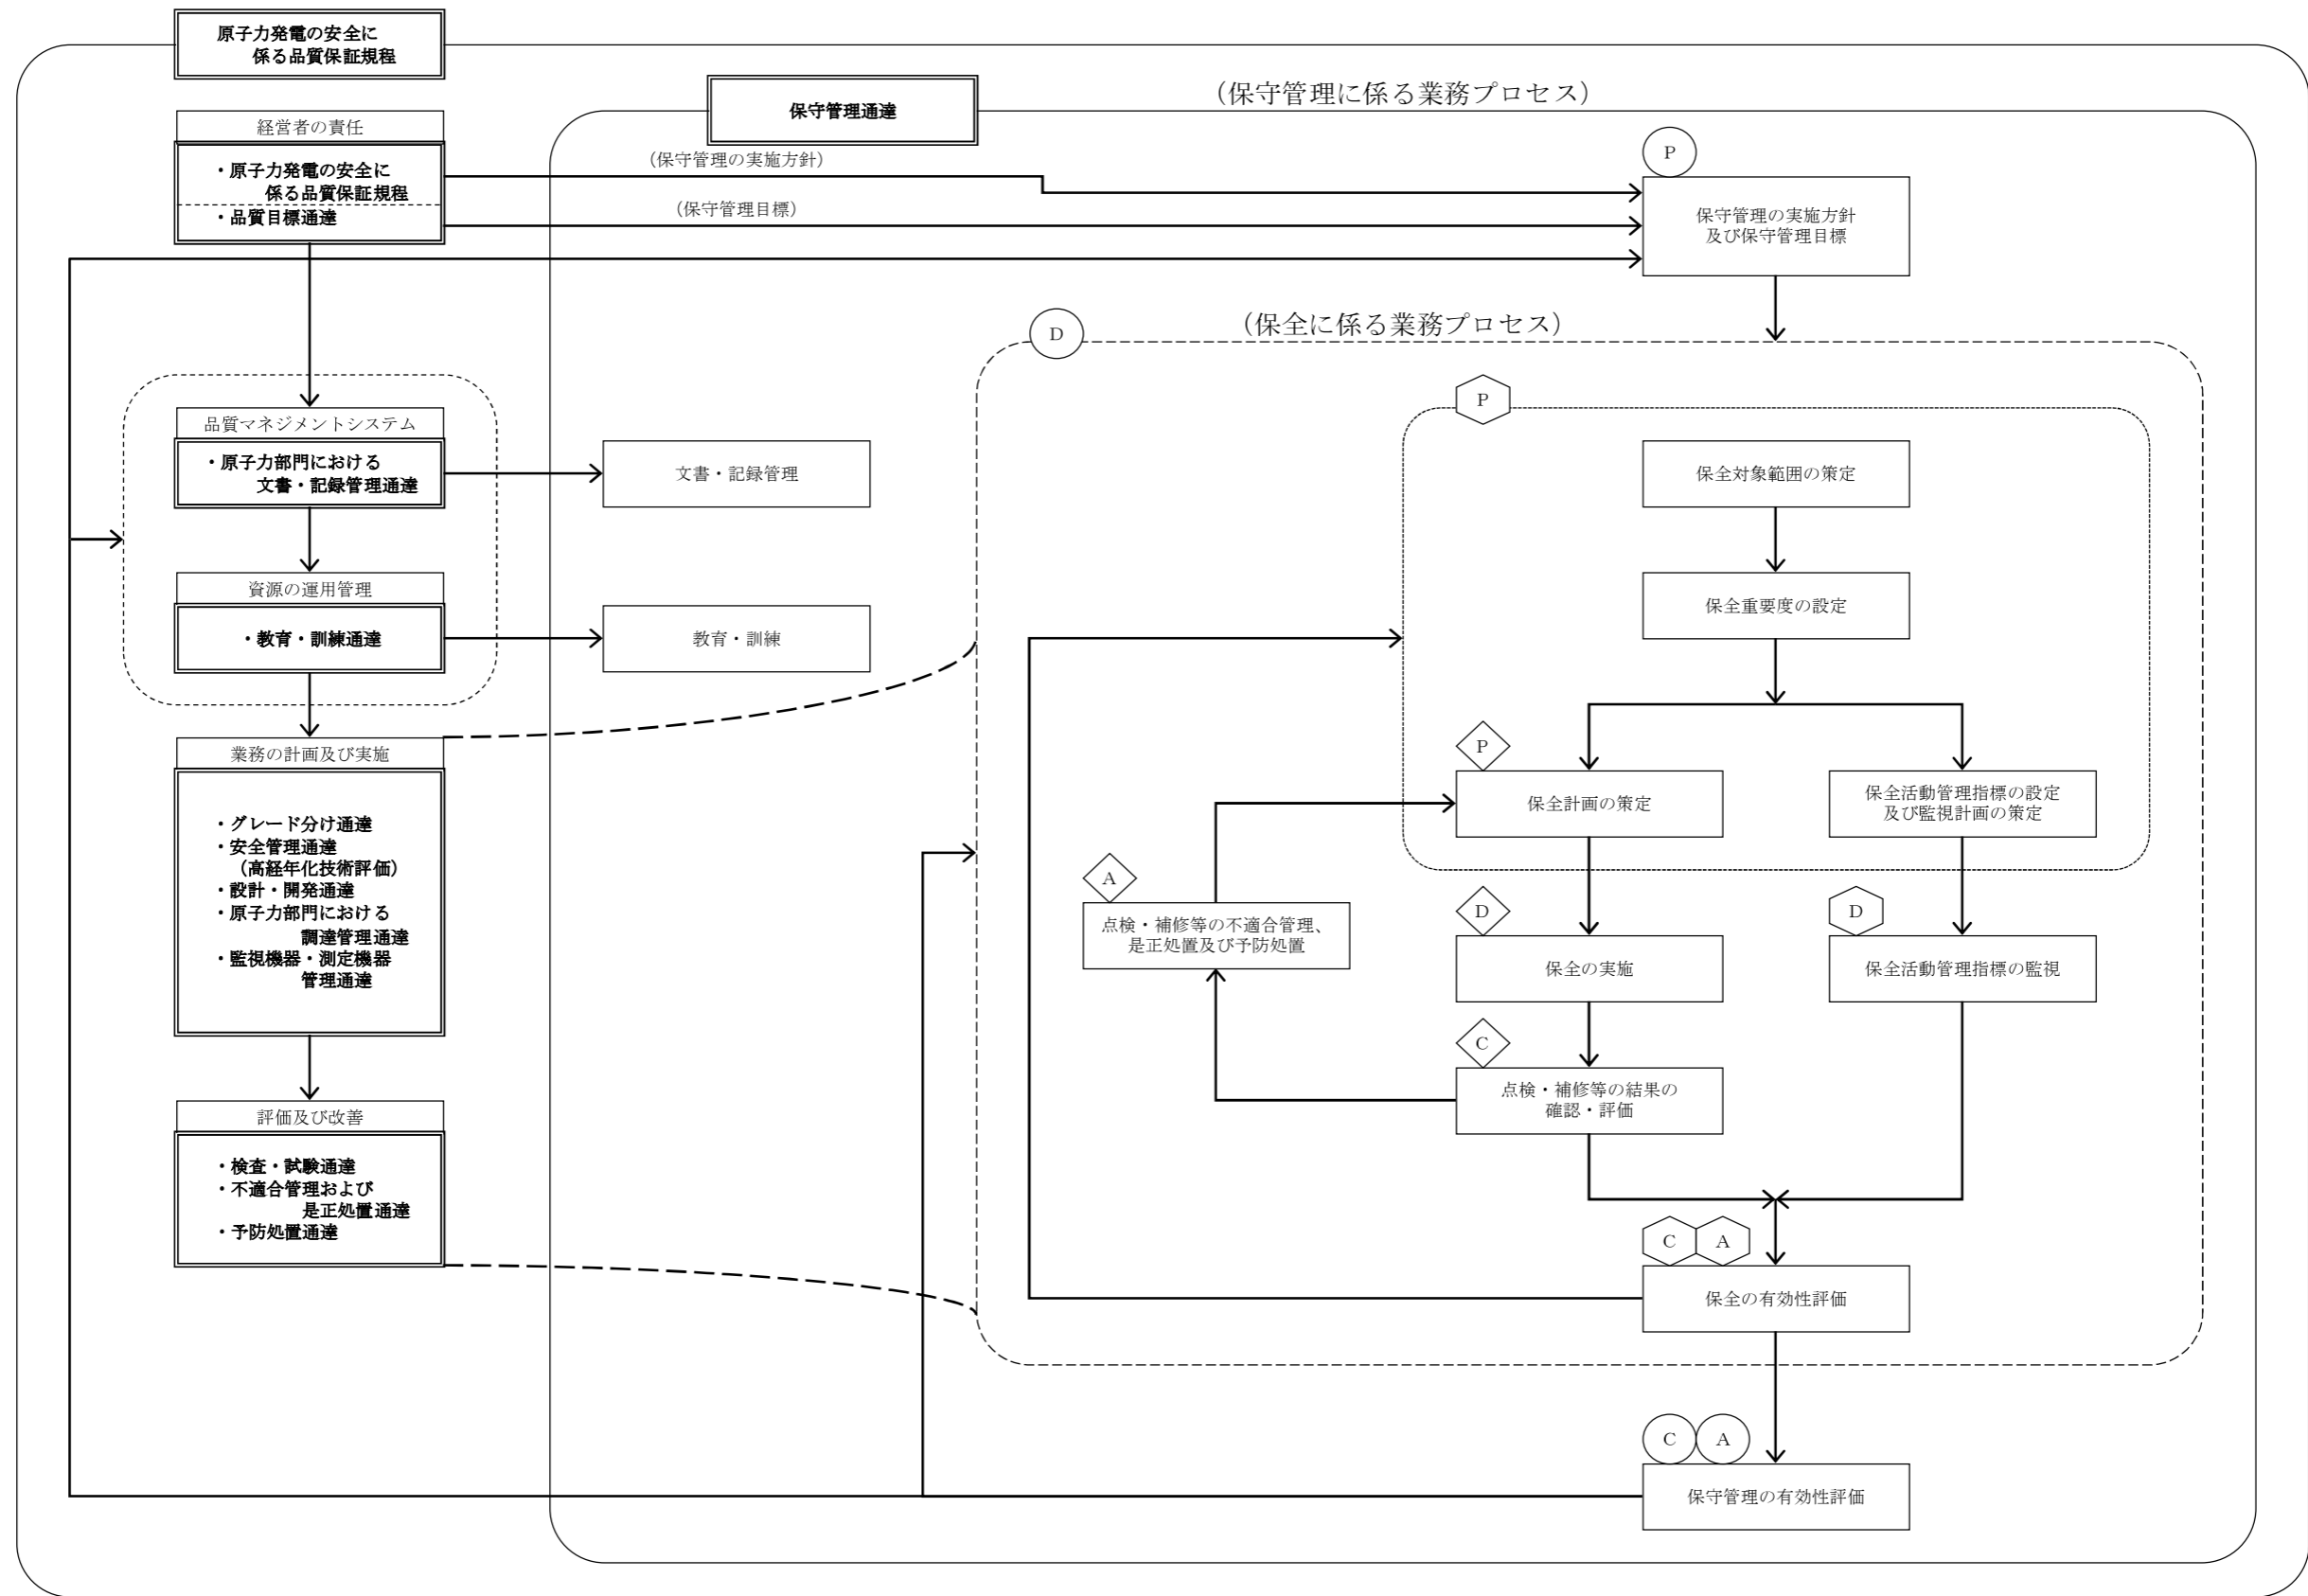 原子力発電の安全に
係る品質保証規程
保守管理通達
（保守管理に係る業務プロセス）
経営者の責任
・原子力発電の安全に
係る品質保証規程
・品質目標通達
（保守管理の実施方針）
（保守管理目標）
P
保守管理の実施方針
及び保守管理目標
D
（保全に係る業務プロセス）
品質マネジメントシステム
・原子力部門における
文書・記録管理通達
文書・記録管理
資源の運用管理
・教育・訓練通達
教育・訓練
業務の計画及び実施
・グレード分け通達
・安全管理通達
（高経年化技術評価）
・設計・開発通達
・原子力部門における
調達管理通達
・監視機器・測定機器
管理通達
評価及び改善
・検査・試験通達
・不適合管理および
是正処置通達
・予防処置通達
P
保全対象範囲の策定
保全重要度の設定
P
保全計画の策定
保全活動管理指標の設定
及び監視計画の策定
A
点検・補修等の不適合管理、
是正処置及び予防処置
D
保全の実施
D
保全活動管理指標の監視
C
点検・補修等の結果の
確認・評価
C
A
保全の有効性評価
C
A
保守管理の有効性評価